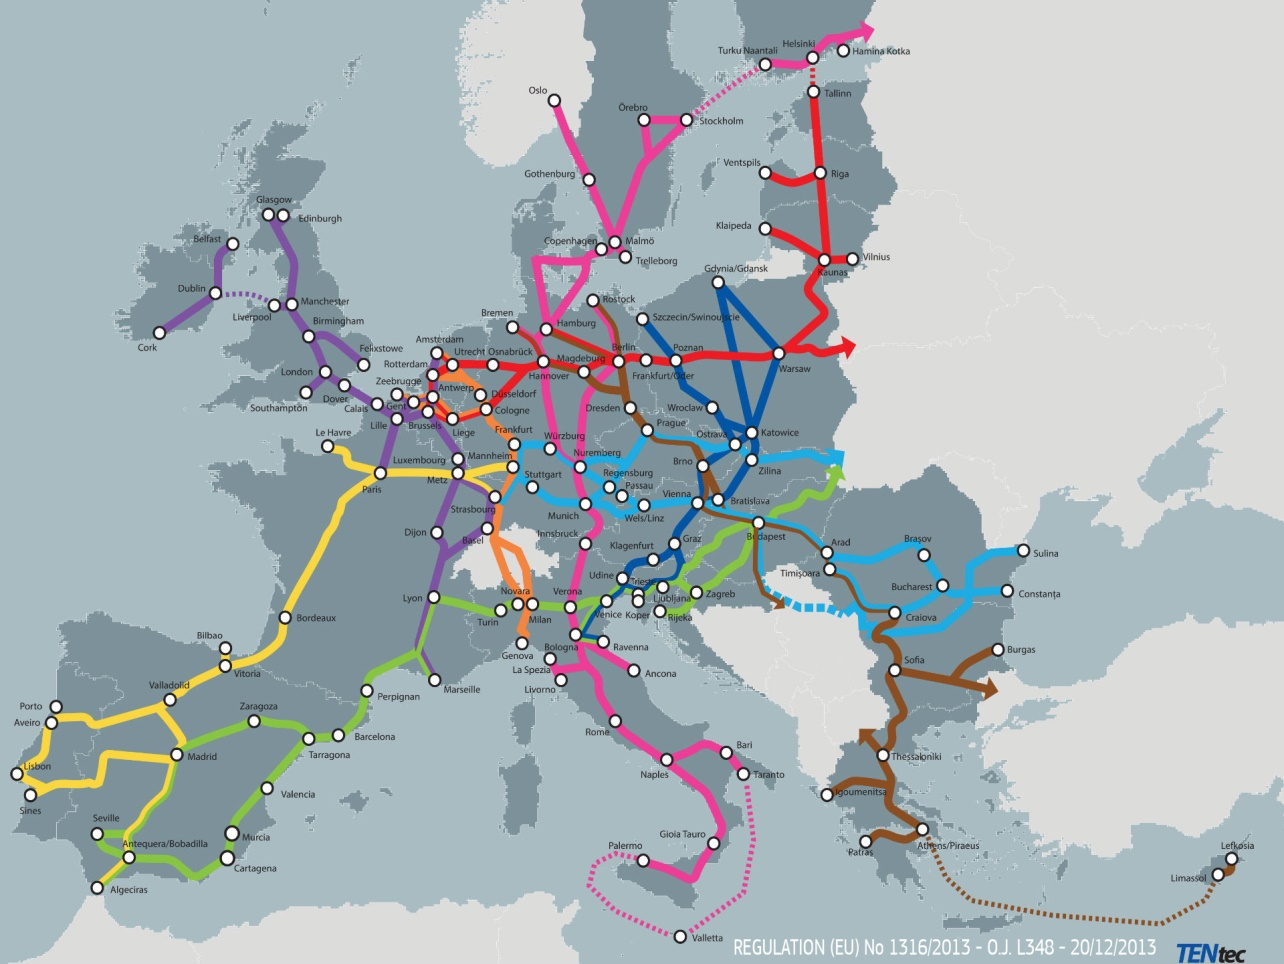 Helsinki
Turku Naantali
Hamina Kotka
Oslo
Tallinn
Örebro
Stockholm
Ventspils
Gothenburg
Riga
Glasgow
Edinburgh
Klaipeda
Belfast
Copenhagen
Malmö
Trelleborg
Vilnius
Kaunas
Gdynia/Gdansk
Dublin
Manchester
Liverpool
Rostock
Bremen
Birmingham
Hamburg
Szczecin/Swinoujscie
Cork
Amsterdam
Felixstowe
Utrecht
Osnabrück
Berlin
Poznan
Rotterdam
Magdeburg
Warsaw
London
Hannover
Frankfurt/Oder
Zeebrugge
Antwerp
Düsseldorf
Dover
Southampton
Calais
Gent
Cologne
Dresden
Wrocław
Lille
Brussels
Liege
Prague
Le Havre
Frankfurt
Würzburg
Ostrava
Katowice
Luxembourg
Mannheim
Nuremberg
Brno
Zilina
Metz
Stuttgart
Regensburg
Paris
Passau
Vienna
Bratislava
Strasbourg
Munich
Wels/Linz
Dijon
Basel
Innsbruck
Klagenfurt
Graz
Budapest
Arad
Braşov
Sulina
Udine
Trieste
Timişoara
Bucharest
Constanţa
Lyon
Novara
Verona
Ljubljana
Zagreb
Turin
Milan
Venice
Koper
Rijeka
Craiova
Bordeaux
Bilbao
Genova
Bologna
Ravenna
Burgas
Vitoria
La Spezia
Ancona
Sofia
Valladolid
Marseille
Livorno
Perpignan
Porto
Aveiro
Zaragoza
Barcelona
Rome
Bari
Madrid
Tarragona
Thessaloniki
Lisbon
Naples
Taranto
Sines
Valencia
Igoumenitsa
Seville
Murcia
Gioia Tauro
Antequera/Bobadilla
Palermo
Patras
Athens/Piraeus
Lefkosia
Cartagena
Limassol
Algeciras
Valletta
REGULATION (EU) No 1316/2013 - O.J. L348 - 20/12/2013
TENtec